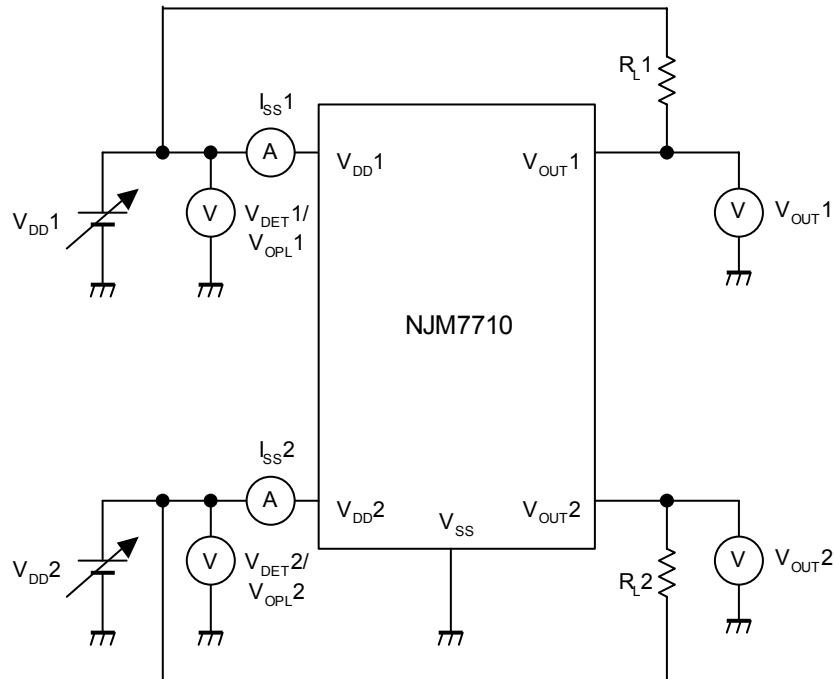 R_L1
I_SS1
A
V_DD1
V_OUT1
V_DD1
V
V_DET1/
V_OPL1
V
V_OUT1
NJM7710
I_SS2
A
V_DD2
V_SS
V_OUT2
V_DD2
V
V_DET2/
V_OPL2
R_L2
V
V_OUT2